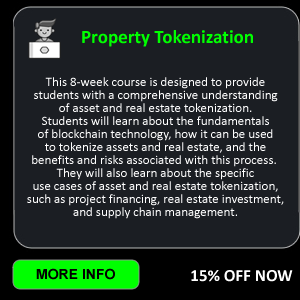 Property Tokenization
This 8-week course is designed to provide
students with a comprehensive understanding
of asset and real estate tokenization.
Students will learn about the fundamentals
of blockchain technology, how it can be used
to tokenize assets and real estate, and the
benefits and risks associated with this process.
They will also learn about the specific
use cases of asset and real estate tokenization,
such as project financing, real estate investment,
and supply chain management.
MORE INFO
15% OFF NOW